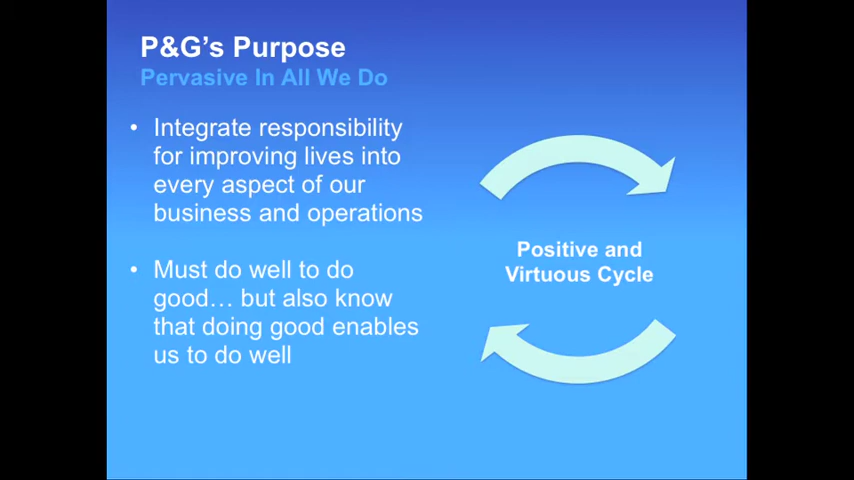 P&G’s Purpose
Pervasive In All We Do
• Integrate responsibility
for improving lives into
every aspect of our
business and operations
• Must do well to do
good… but also know
that doing good enables
us to do well
Positive and
Virtuous Cycle